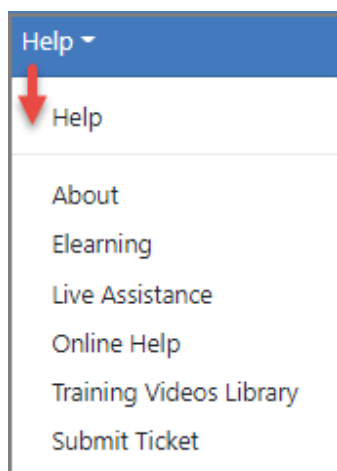 Help
Help
About
Elearning
Live Assistance
Online Help
Training Videos Library
Submit Ticket